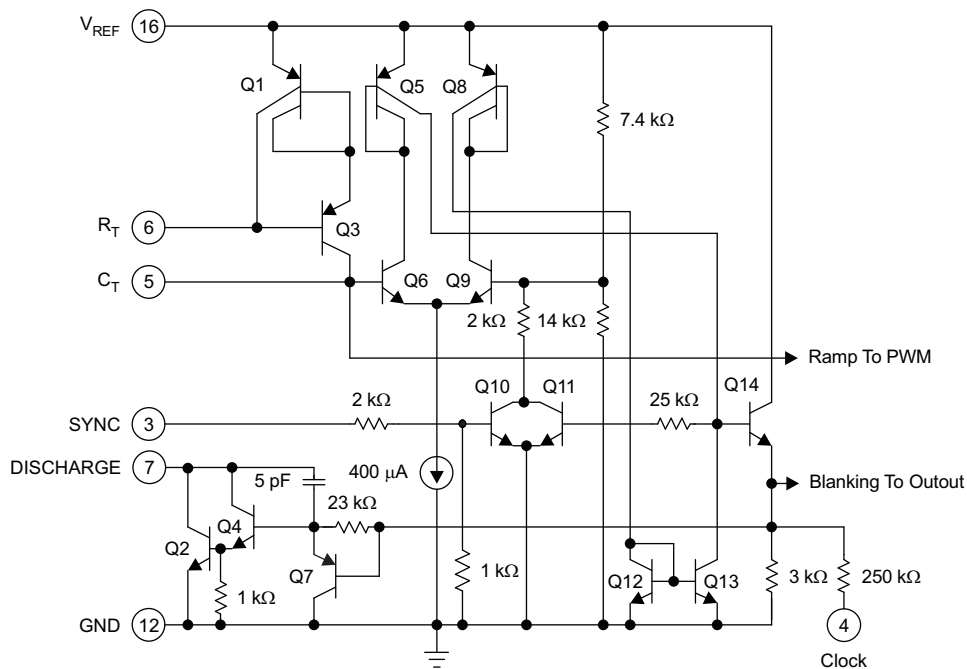 V_REF 16
Q1
Q5
Q8
7.4 kΩ
R_T 6
Q3
C_T 5
Q6
Q9
2 kΩ
14 kΩ
Ramp To PWM
Q10
Q11
Q14
2 kΩ
25 kΩ
SYNC 3
DISCHARGE 7
400 µA
5 pF
Blanking To Outout
23 kΩ
Q4
Q2
Q7
1 kΩ
1 kΩ
Q12
Q13
3 kΩ
250 kΩ
GND 12
4
Clock